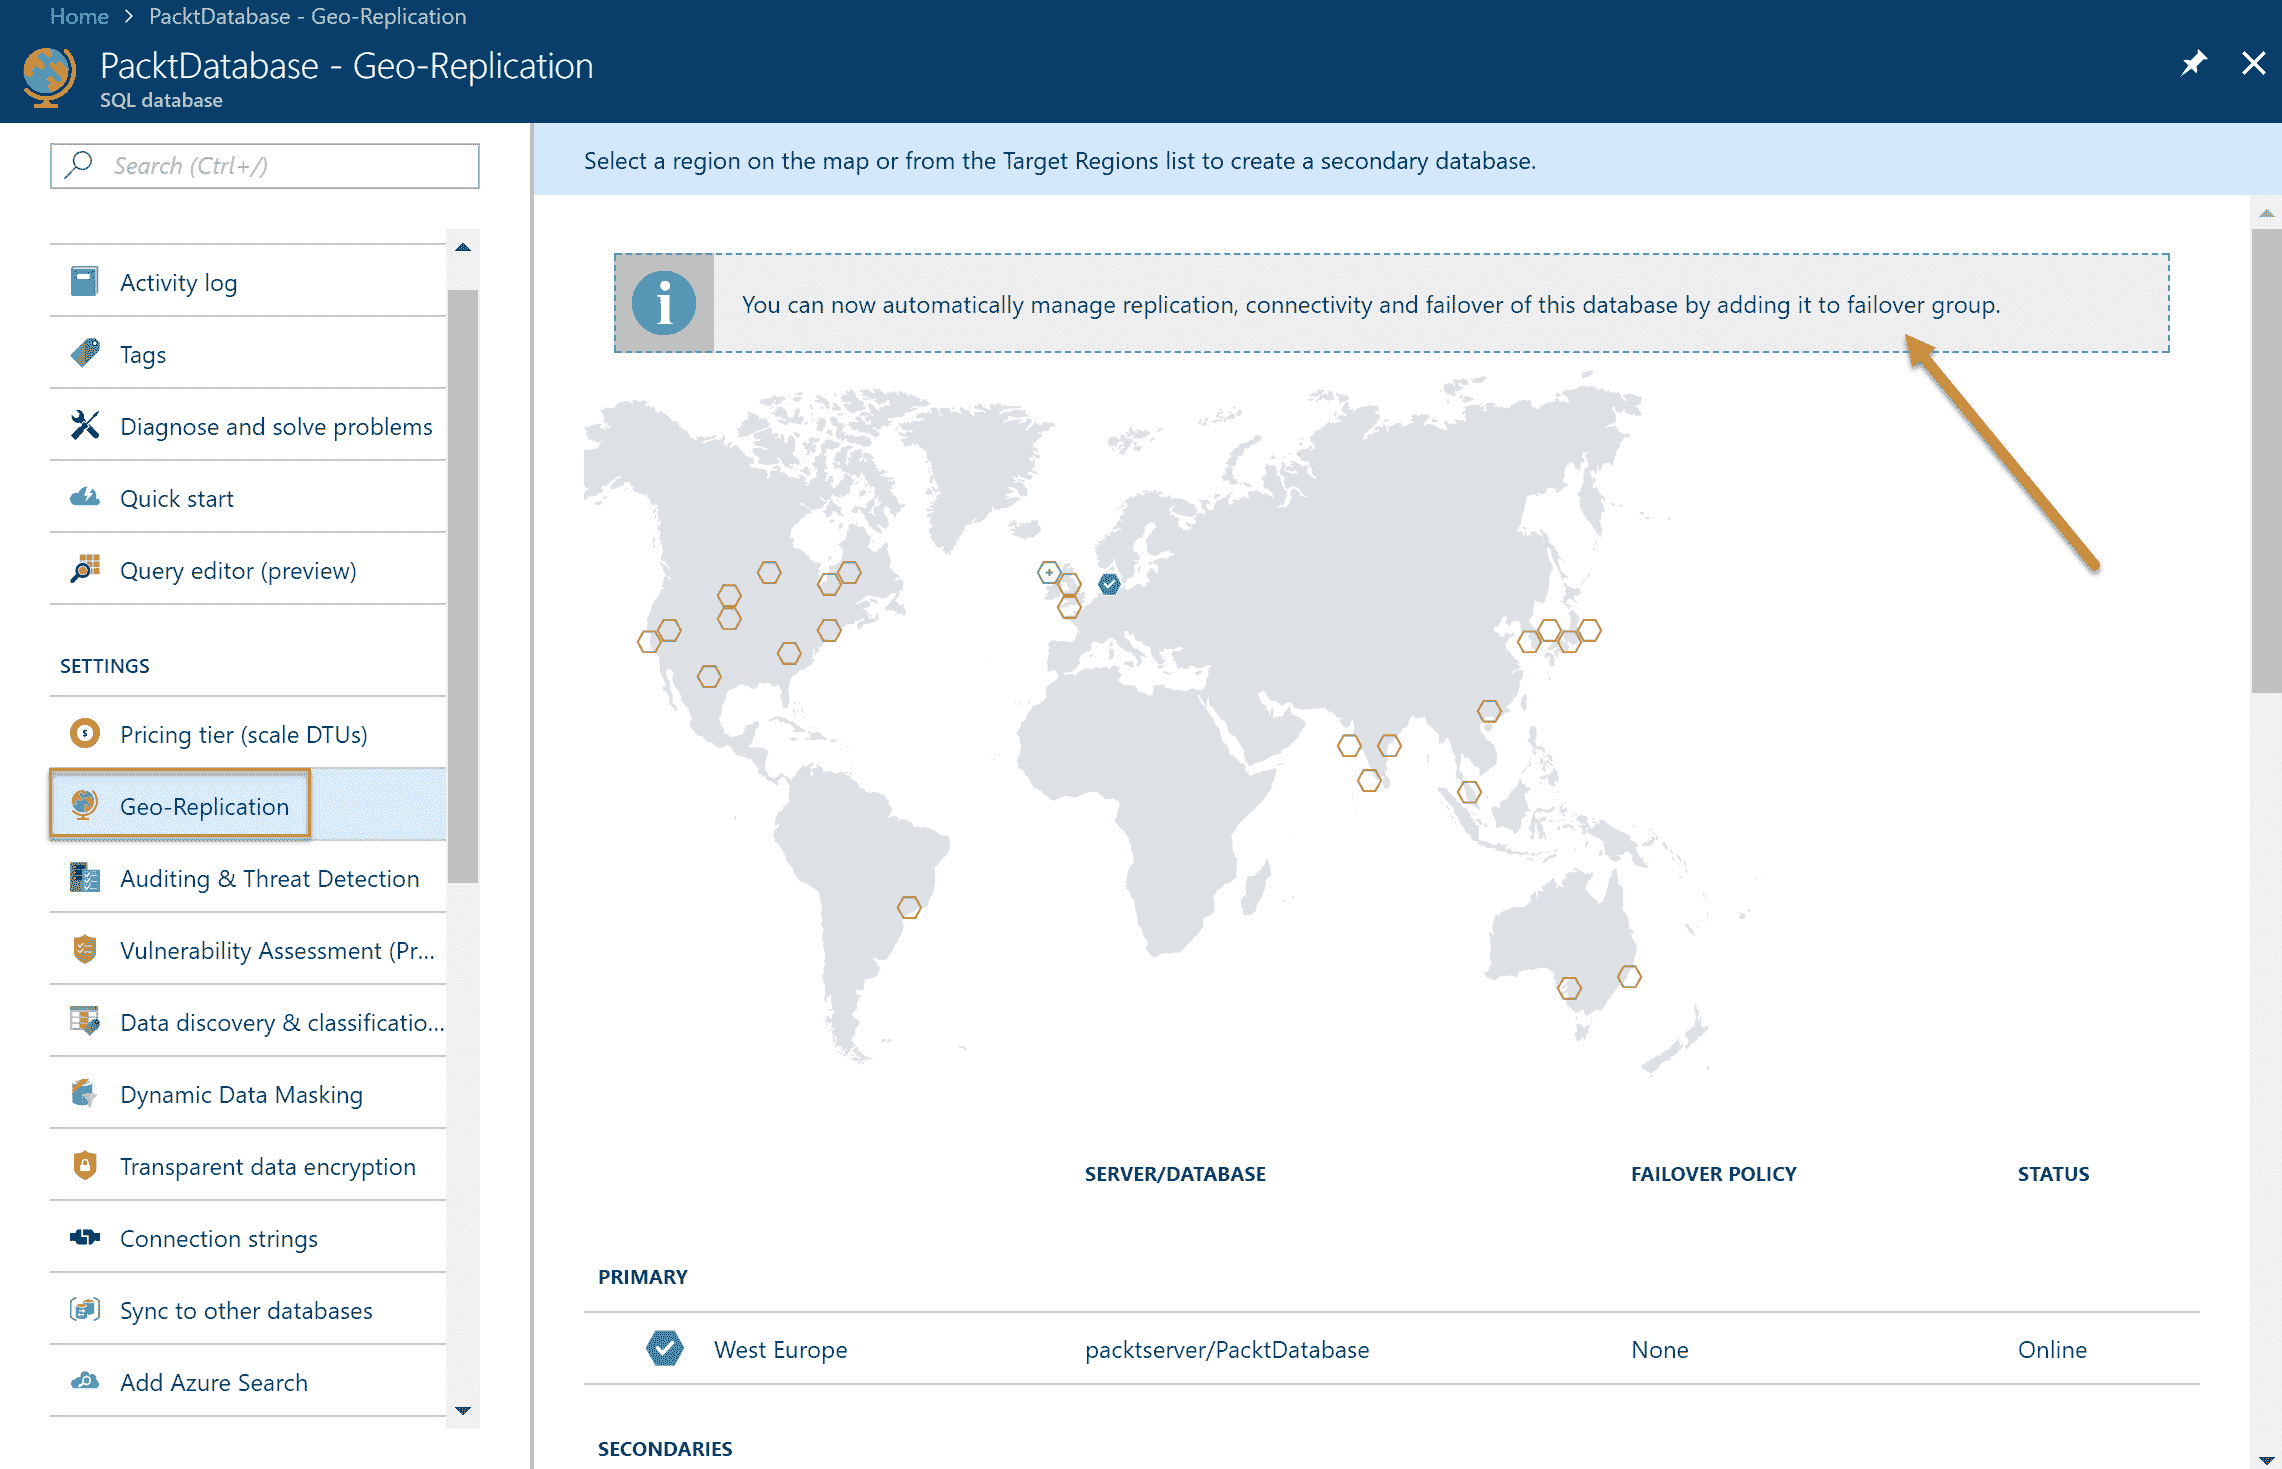 Home > PacktDatabase - Geo-Replication
PacktDatabase - Geo-Replication
SQL database
Search (Ctrl+/)
Activity log
Tags
Diagnose and solve problems
Quick start
Query editor (preview)
SETTINGS
Pricing tier (scale DTUs)
Geo-Replication
Auditing & Threat Detection
Vulnerability Assessment (Pr...
Data discovery & classificatio...
Dynamic Data Masking
Transparent data encryption
Connection strings
Sync to other databases
Add Azure Search
Select a region on the map or from the Target Regions list to create a secondary database.
You can now automatically manage replication, connectivity and failover of this database by adding it to failover group.
SERVER/DATABASE FAILOVER POLICY STATUS
PRIMARY
West Europe packtserver/PacktDatabase None Online
SECONDARIES